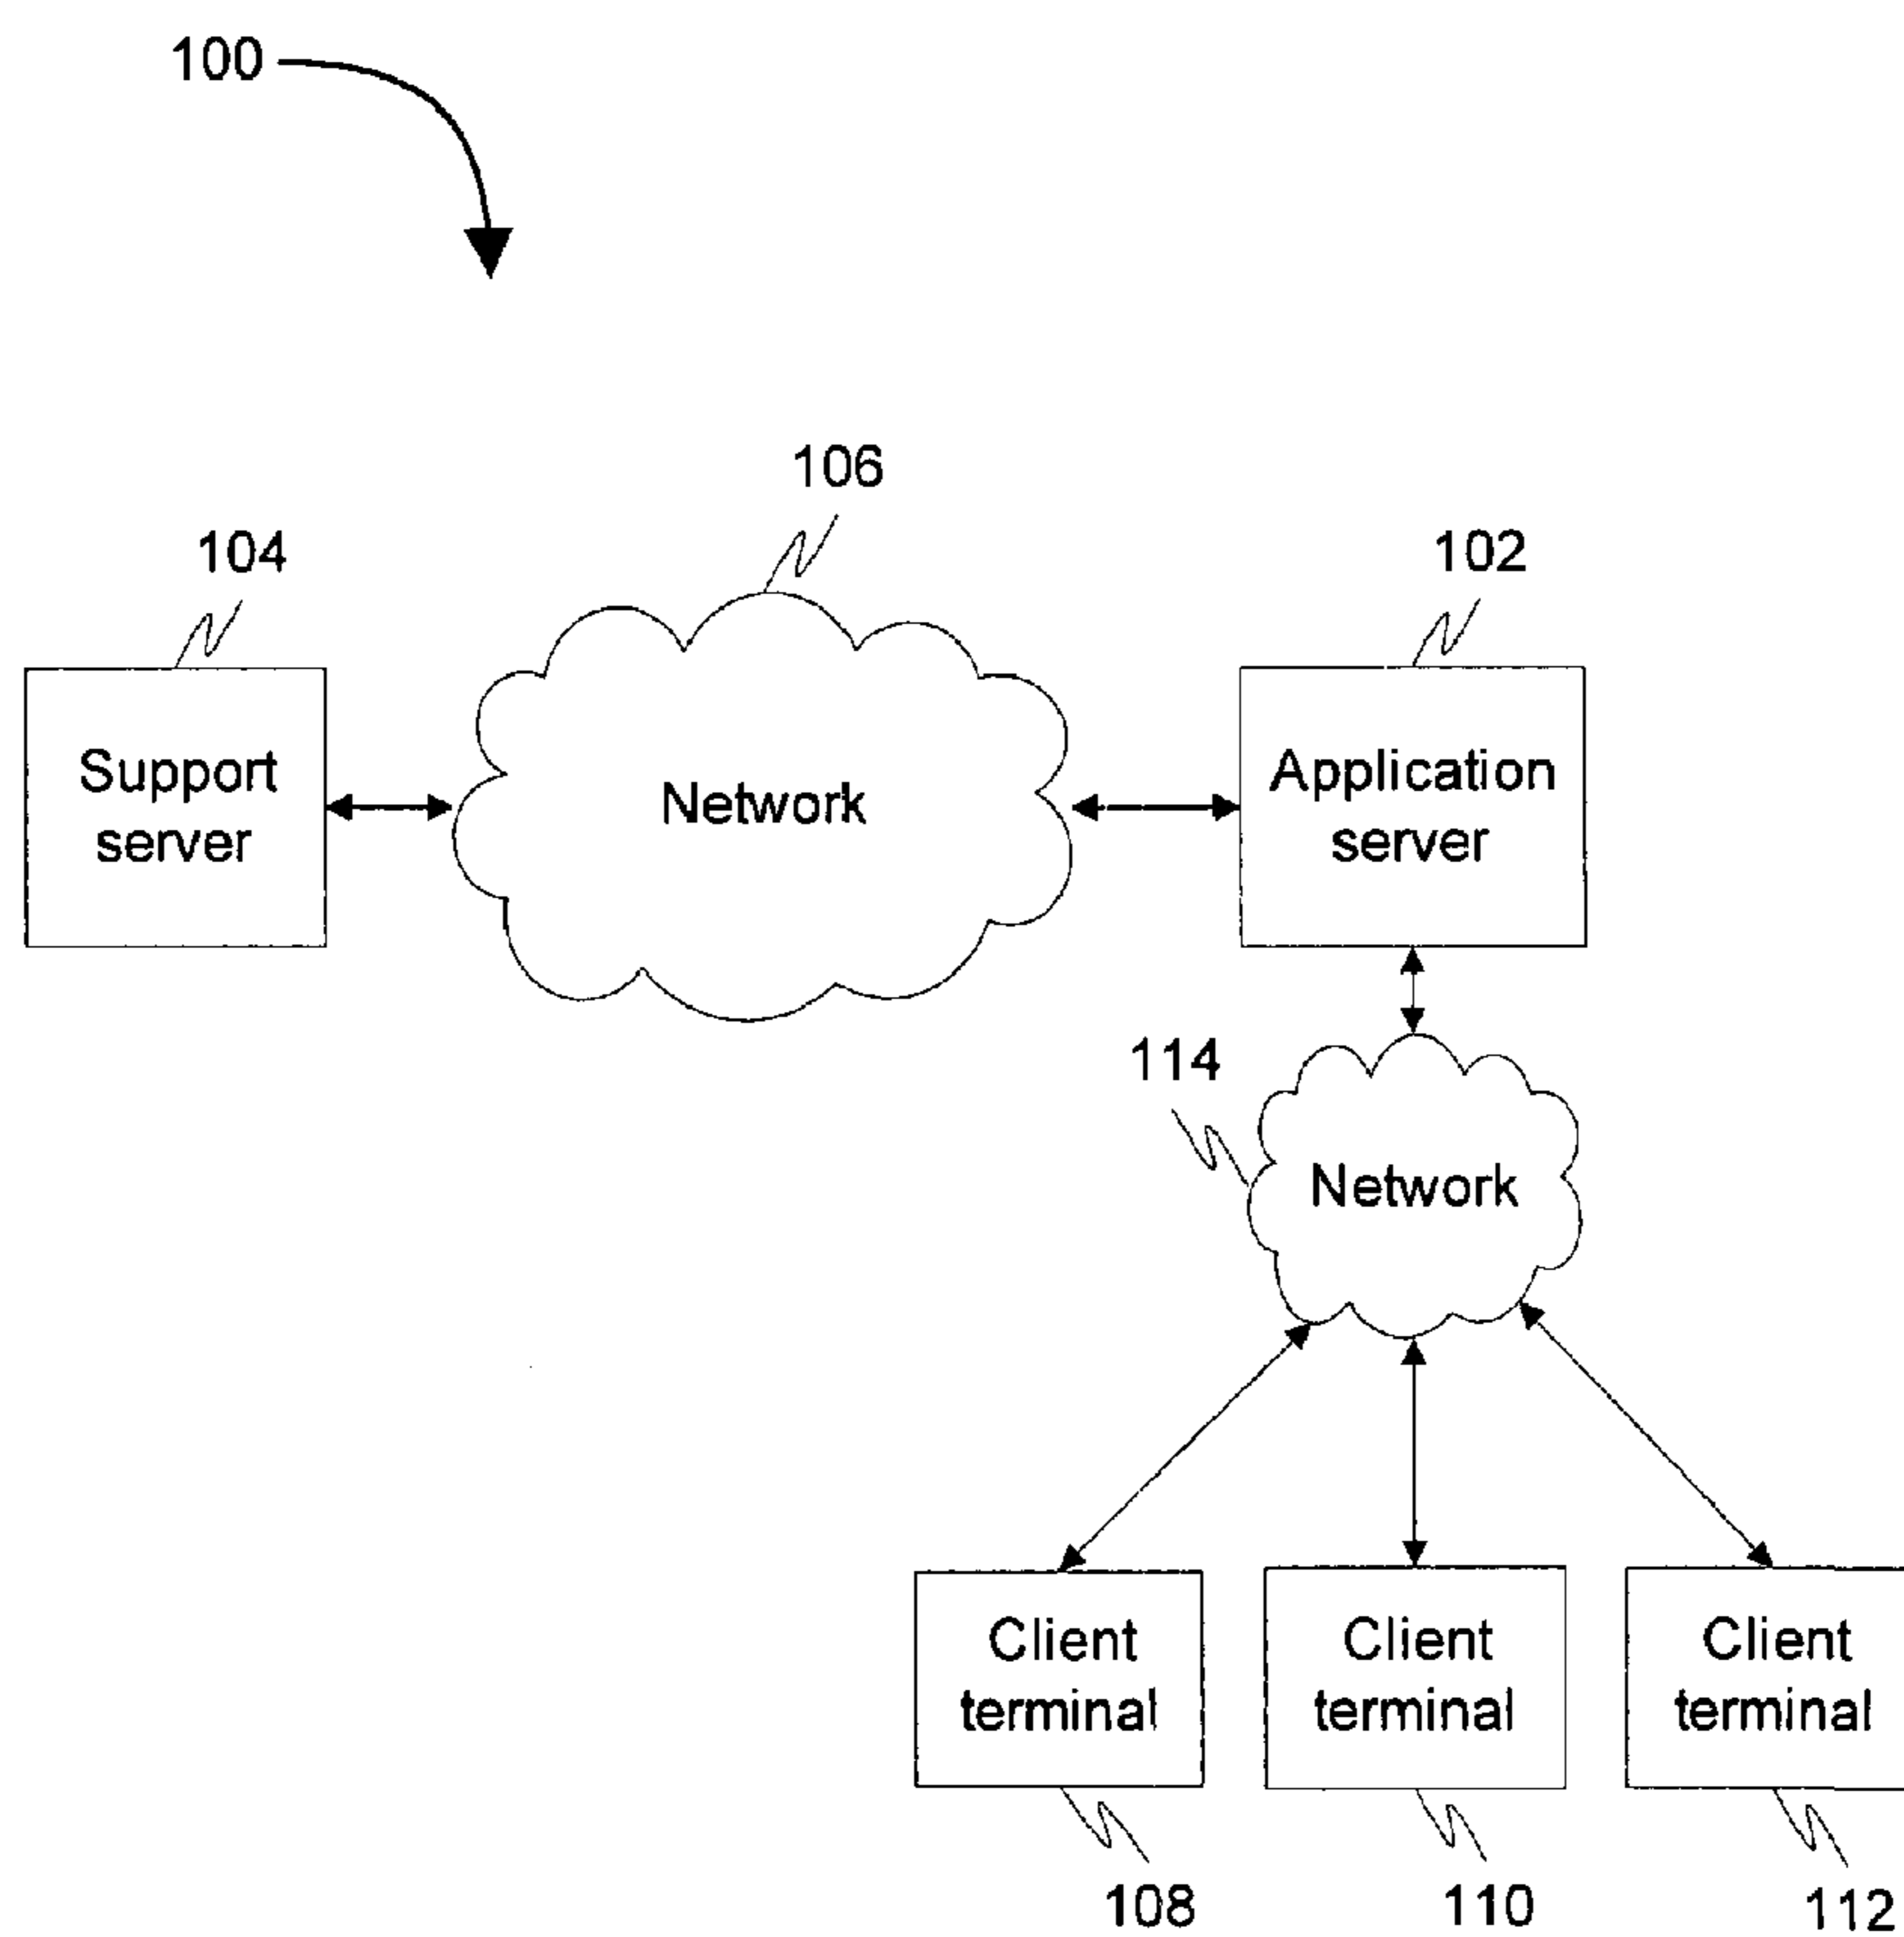 100
106
104
102
Support
server
Network
Application
server
114
Network
Client
terminal
Client
terminal
Client
terminal
108
110
112